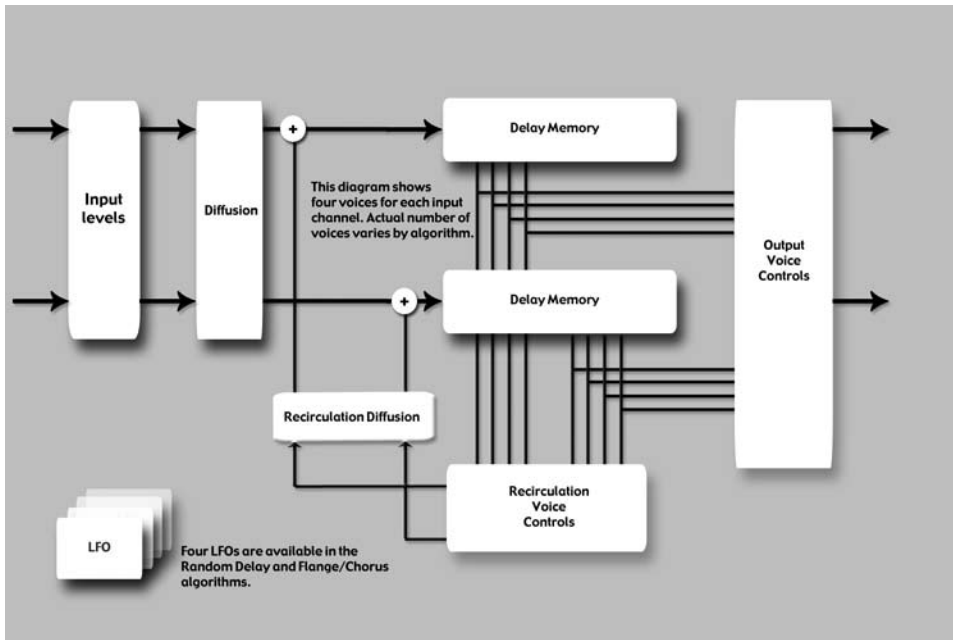 Input
levels
Diffusion
+
Delay Memory
This diagram shows
four voices for each input
channel. Actual number of
voices varies by algorithm.
+
Delay Memory
Output
Voice
Controls
Recirculation Diffusion
Recirculation
Voice
Controls
LFO
Four LFOs are available in the
Random Delay and Flange/Chorus
algorithms.